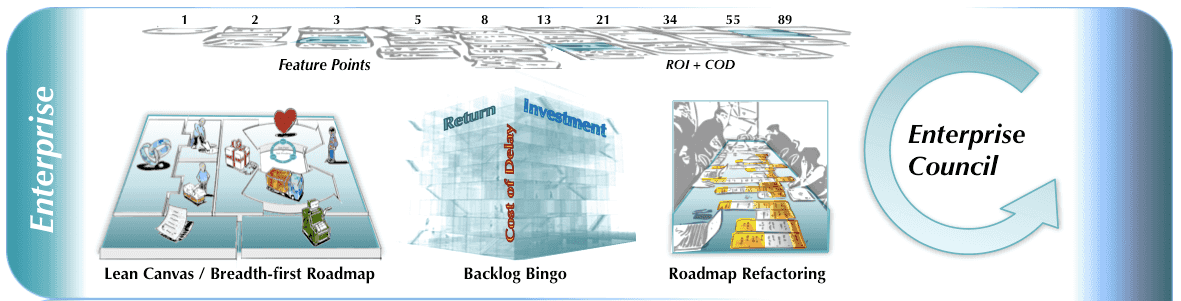 1 2 3 5 8 13 21 34 55 89
Feature Points
ROI + COD
Enterprise
Return
Investment
Cost of Delay
Enterprise
Council
Lean Canvas / Breadth-first Roadmap
Backlog Bingo
Roadmap Refactoring